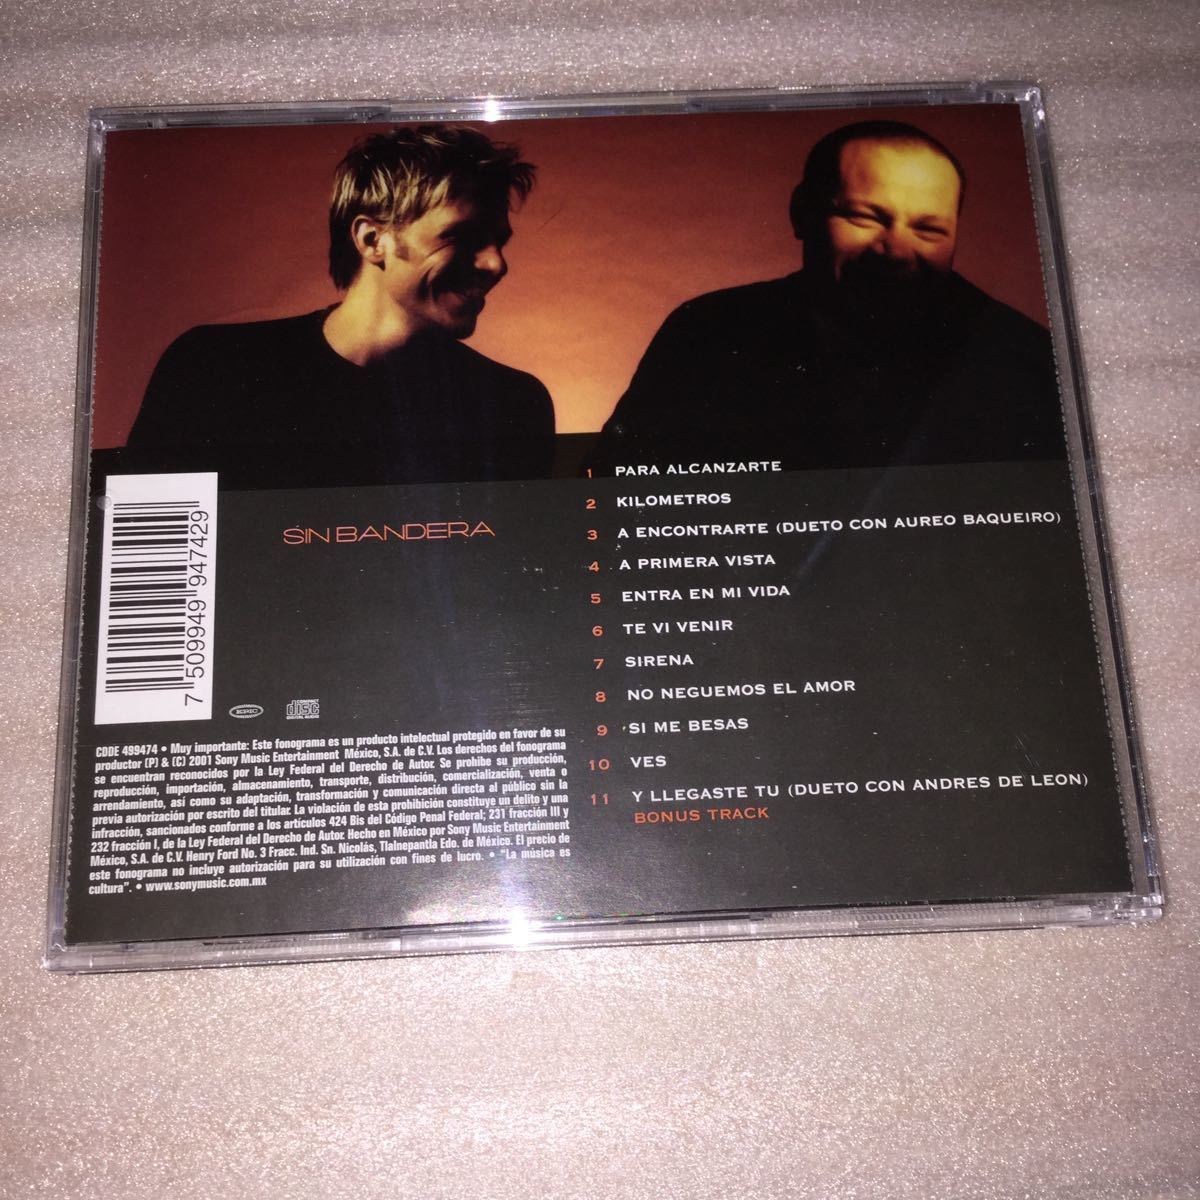 1 PARA ALCANZARTE
2 KILOMETROS
3 A ENCONTRARTE (DUETO CON AUREO BAQUEIRO)
4 A PRIMERA VISTA
5 ENTRA EN MI VIDA
6 TE VI VENIR
7 SIRENA
8 NO NEGUEMOS EL AMOR
9 SI ME BESAS
10 VES
11 Y LLEGASTE TU (DUETO CON ANDRES DE LEON)
BONUS TRACK
SIN BANDERA
7 509949 947429
EPIC
COMPACT
disc
DIGITAL AUDIO
CDDE 499474 • Muy importante: Este fonograma es un producto intelectual protegido en favor de su
productor (P) & (C) 2001 Sony Music Entertainment México, S.A. de C.V. Los derechos del fonograma
se encuentran reconocidos por la Ley Federal del Derecho de Autor. Se prohibe su producción,
reproducción, importación, almacenamiento, transporte, distribución, comercialización, venta o
arrendamiento, así como su adaptación, transformación y comunicación directa al público sin la
previa autorización por escrito del titular. La violación de esta prohibición constituye un delito y una
infracción, sancionados conforme a los artículos 424 Bis del Código Penal Federal; 231 fracción III y
232 fracción I, de la Ley Federal del Derecho de Autor. Hecho en México por Sony Music Entertainment
México, S.A. de C.V. Henry Ford No. 3 Fracc. Ind. Sn. Nicolás, Tlalnepantla Edo. de México. El precio de
este fonograma no incluye autorización para su utilización con fines de lucro. • "La música es
cultura". • www.sonymusic.com.mx